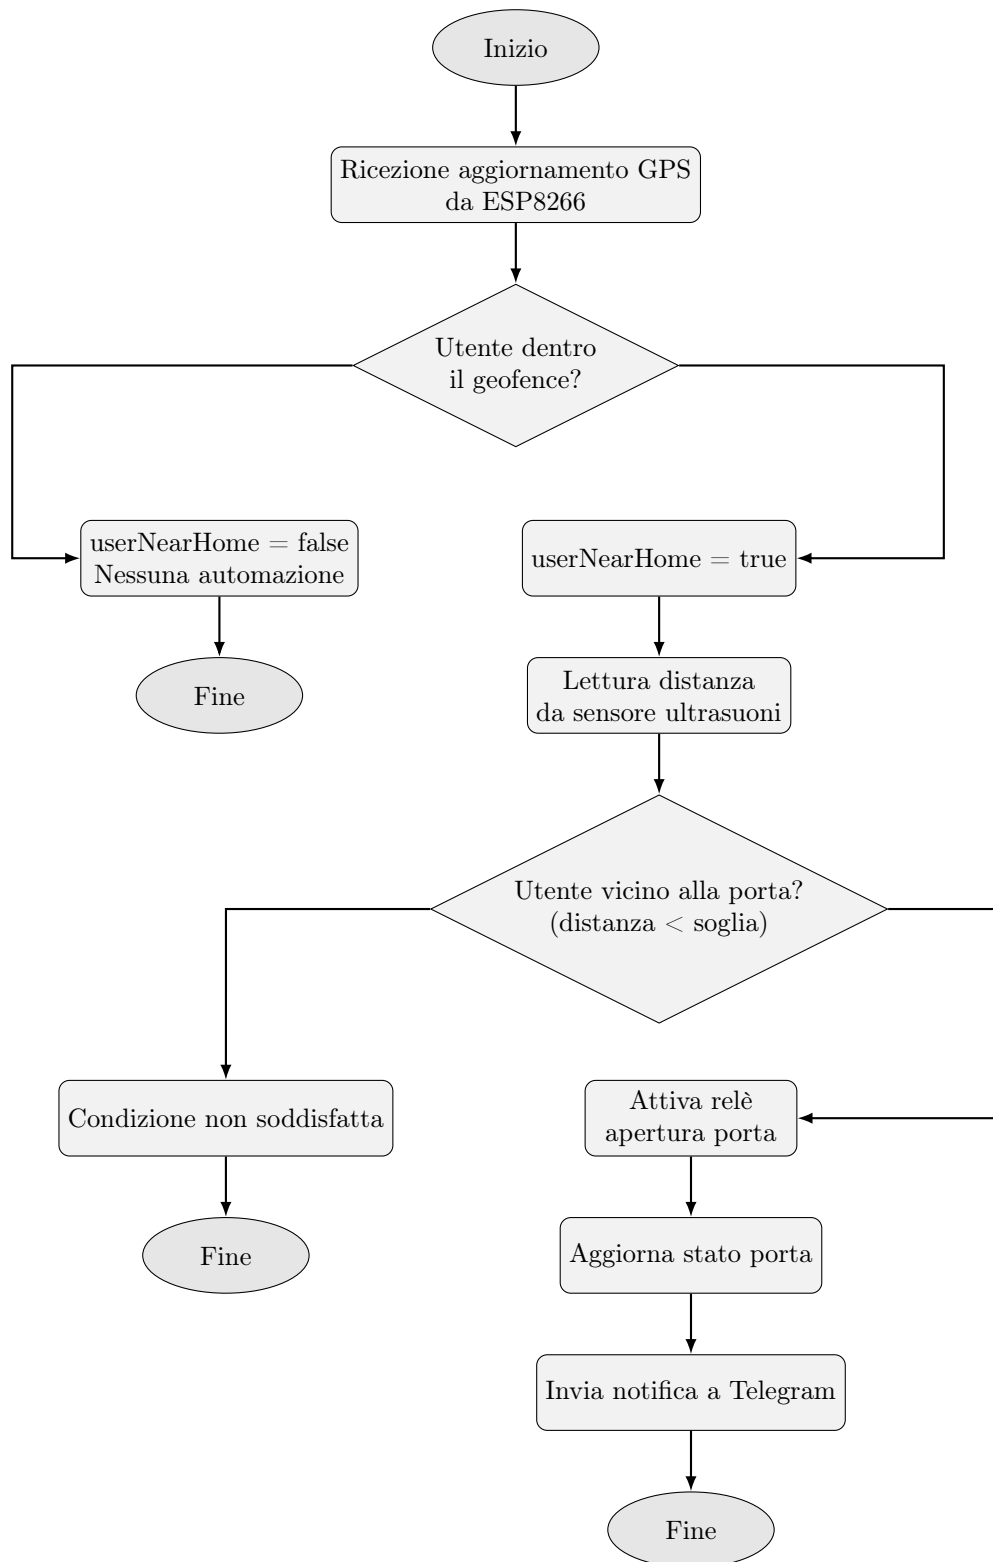 Inizio
Ricezione aggiornamento GPS
da ESP8266
Utente dentro
il geofence?
userNearHome = false
Nessuna automazione
userNearHome = true
Fine
Lettura distanza
da sensore ultrasuoni
Utente vicino alla porta?
(distanza < soglia)
Condizione non soddisfatta
Attiva relè
apertura porta
Fine
Aggiorna stato porta
Invia notifica a Telegram
Fine